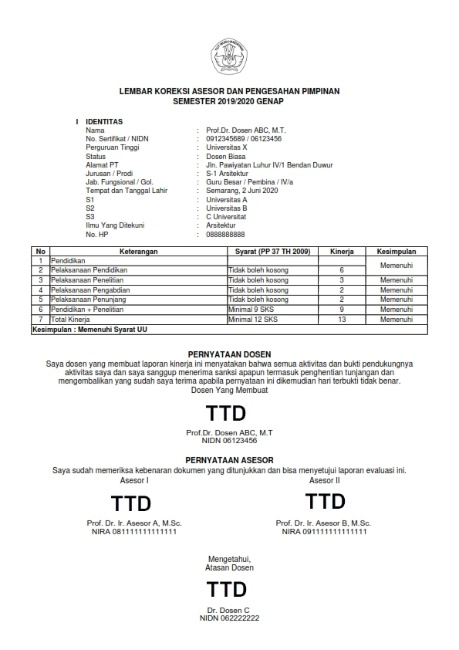 LEMBAR KOREKSI ASESOR DAN PENGESAHAN PIMPINAN
SEMESTER 2019/2020 GENAP
I IDENTITAS
Nama : Prof.Dr. Dosen ABC, M.T.
No. Sertifikat / NIDN : 0912345689 / 06123456
Perguruan Tinggi : Universitas X
Status : Dosen Biasa
Alamat PT : Jln. Pawiyatan Luhur IV/1 Bendan Duwur
Jurusan / Prodi : S-1 Arsitektur
Jab. Fungsional / Gol. : Guru Besar / Pembina / IV/a
Tempat dan Tanggal Lahir : Semarang, 2 Juni 2020
S1 : Universitas A
S2 : Universitas B
S3 : C Universitat
Ilmu Yang Ditekuni : Arsitektur
No. HP : 0888888888
No Keterangan Syarat (PP 37 TH 2009) Kinerja Kesimpulan
1 Pendidikan Memenuhi
2 Pelaksanaan Pendidikan Tidak boleh kosong 6
3 Pelaksanaan Penelitian Tidak boleh kosong 3 Memenuhi
4 Pelaksanaan Pengabdian Tidak boleh kosong 2 Memenuhi
5 Pelaksanaan Penunjang Tidak boleh kosong 2 Memenuhi
6 Pendidikan + Penelitian Minimal 9 SKS 9 Memenuhi
7 Total Kinerja Minimal 12 SKS 13 Memenuhi
Kesimpulan : Memenuhi Syarat UU
PERNYATAAN DOSEN
Saya dosen yang membuat laporan kinerja ini menyatakan bahwa semua aktivitas dan bukti pendukungnya
aktivitas saya dan saya sanggup menerima sanksi apapun termasuk penghentian tunjangan dan
mengembalikan yang sudah saya terima apabila pernyataan ini dikemudian hari terbukti tidak benar.
Dosen Yang Membuat
TTD
Prof.Dr. Dosen ABC, M.T
NIDN 06123456
PERNYATAAN ASESOR
Saya sudah memeriksa kebenaran dokumen yang ditunjukkan dan bisa menyetujui laporan evaluasi ini.
Asesor I Asesor II
TTD TTD
Prof. Dr. Ir. Asesor A, M.Sc. Prof. Dr. Ir. Asesor B, M.Sc.
NIRA 081111111111111 NIRA 091111111111111
Mengetahui,
Atasan Dosen
TTD
Dr. Dosen C
NIDN 062222222